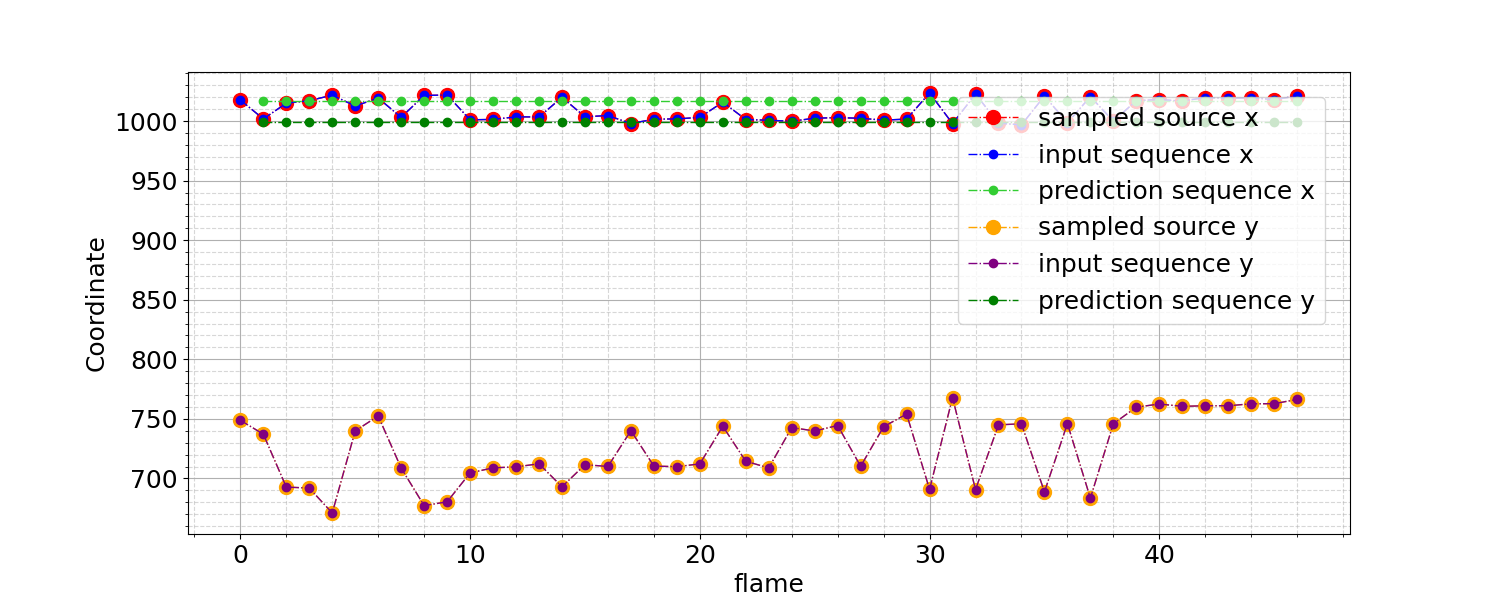 1000
950
900
850
800
750
700
Coordinate
0 10 20 30 40
flame
sampled source x
input sequence x
prediction sequence x
sampled source y
input sequence y
prediction sequence y